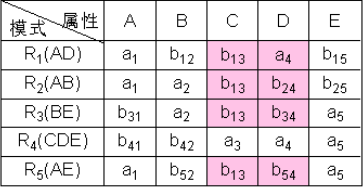 模式 属性 A B C D E
R₁(AD) a₁ b₁₂ b₁₃ a₄ b₁₅
R₂(AB) a₁ a₂ b₁₃ b₂₄ b₂₅
R₃(BE) b₃₁ a₂ b₁₃ b₃₄ a₅
R₄(CDE) b₄₁ b₄₂ a₃ a₄ a₅
R₅(AE) a₁ b₅₂ b₁₃ b₅₄ a₅